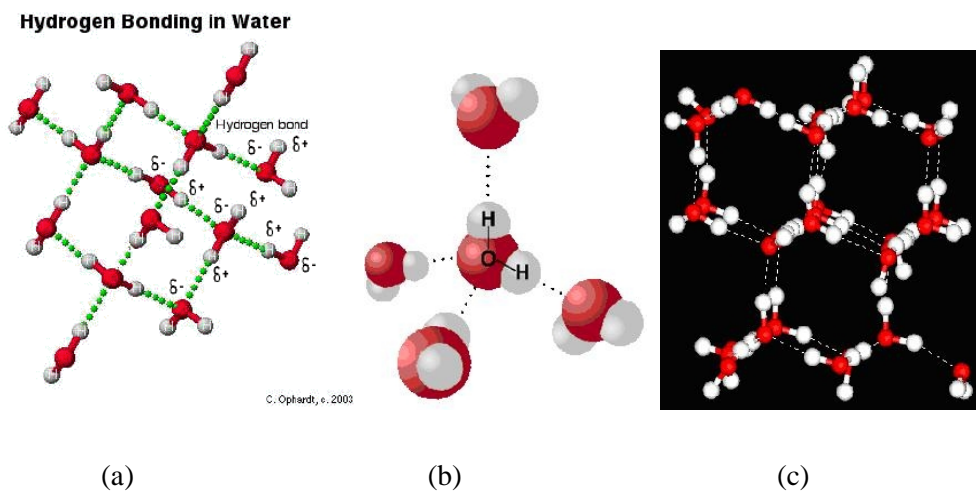 Hydrogen Bonding in Water
H
H
H
H
H
H
H
Hydrogen bond
H
H
H
H
δ- δ+
δ-
H
H
δ+
H
δ+
H
δ-
H
δ+
H
H
H
H
δ-
H
H
δ+
H
H
δ-
δ-
H
H
H
H
C. Ophardt, c. 2003
H
O
H
(a)
(b)
(c)